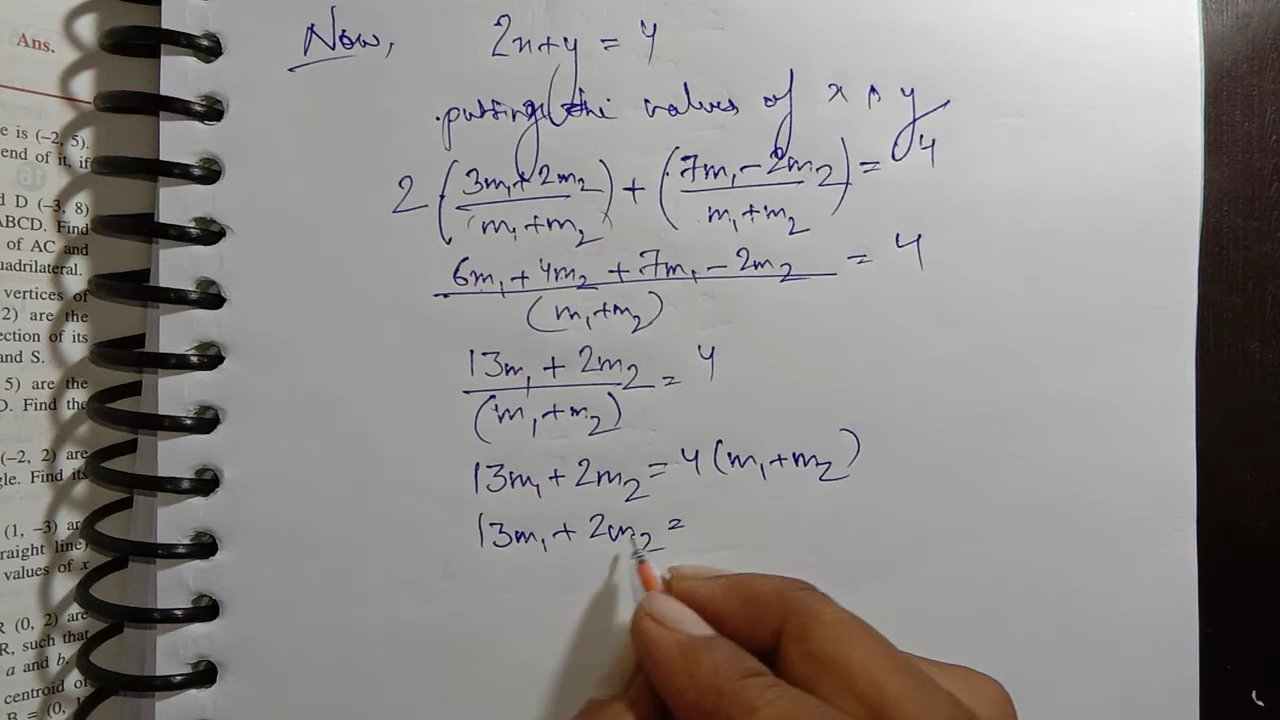 Ans.
e is (–2, 5).
end of it, if
d D (–3, 8)
ABCD. Find
of AC and
uadrilateral.
vertices of
2) are the
ection of its
and S.
5) are the
D. Find the
(–2, 2) are
gle. Find its
(1, –3) are
raight line)
values of x
R (0, 2) are
R, such that
a and b.
centroid of
B = (0, 1
Now, 2x+y = 4
putting the values of x & y
2 (3m₁+2m₂ / m₁+m₂) + (7m₁–2m₂ / m₁+m₂) = 4
6m₁+4m₂+7m₁–2m₂ / (m₁+m₂) = 4
13m₁+2m₂ / (m₁+m₂) = 4
13m₁+2m₂ = 4(m₁+m₂)
13m₁+2m₂ =